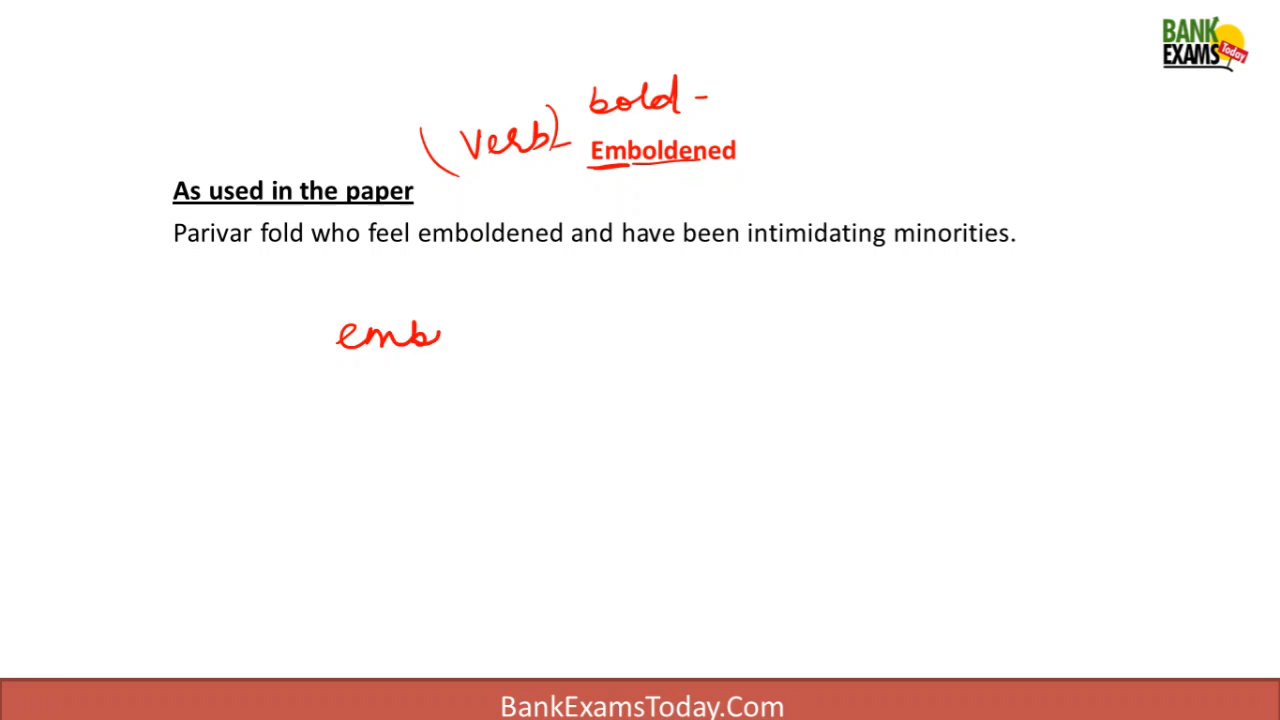 BANK
EXAMS Today
bold -
(verb)
Emboldened
As used in the paper
Parivar fold who feel emboldened and have been intimidating minorities.
emb
BankExamsToday.Com